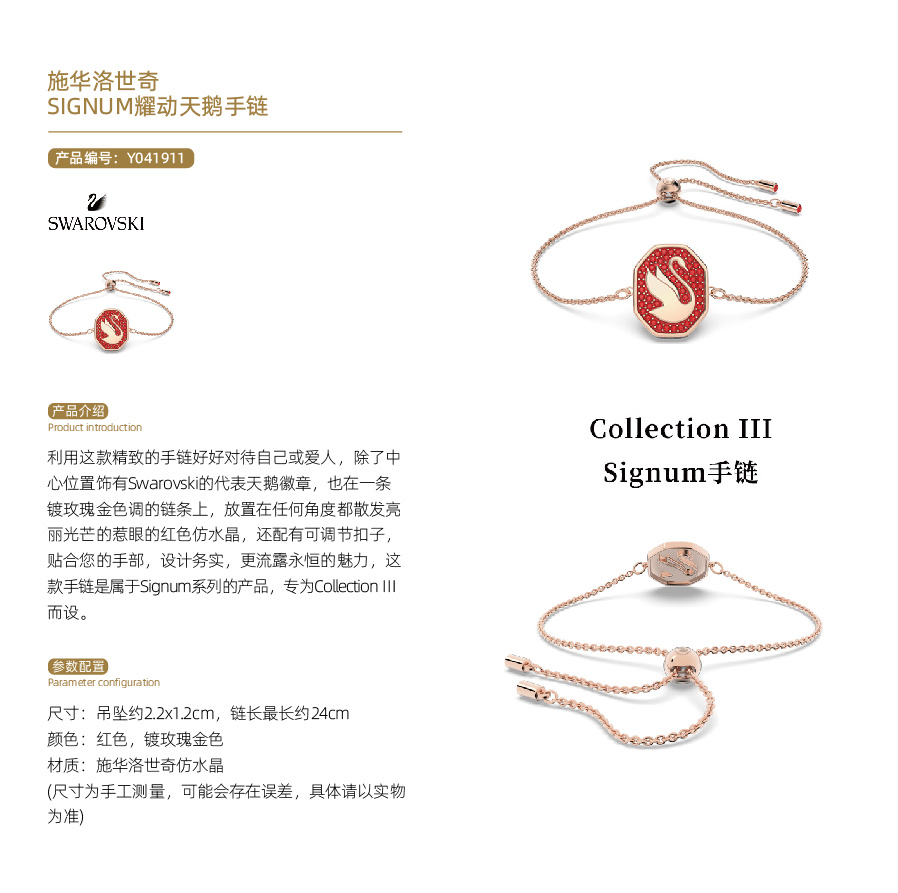 施华洛世奇
SIGNUM耀动天鹅手链
产品编号：Y041911
SWAROVSKI
产品介绍
Product introduction
利用这款精致的手链好好对待自己或爱人，除了中
心位置饰有Swarovski的代表天鹅徽章，也在一条
镀玫瑰金色调的链条上，放置在任何角度都散发亮
丽光芒的惹眼的红色仿水晶，还配有可调节扣子，
贴合您的手部，设计务实，更流露永恒的魅力，这
款手链是属于Signum系列的产品，专为Collection III
而设。
参数配置
Parameter configuration
尺寸：吊坠约2.2x1.2cm，链长最长约24cm
颜色：红色，镀玫瑰金色
材质：施华洛世奇仿水晶
(尺寸为手工测量，可能会存在误差，具体请以实物
为准)
Collection III
Signum手链